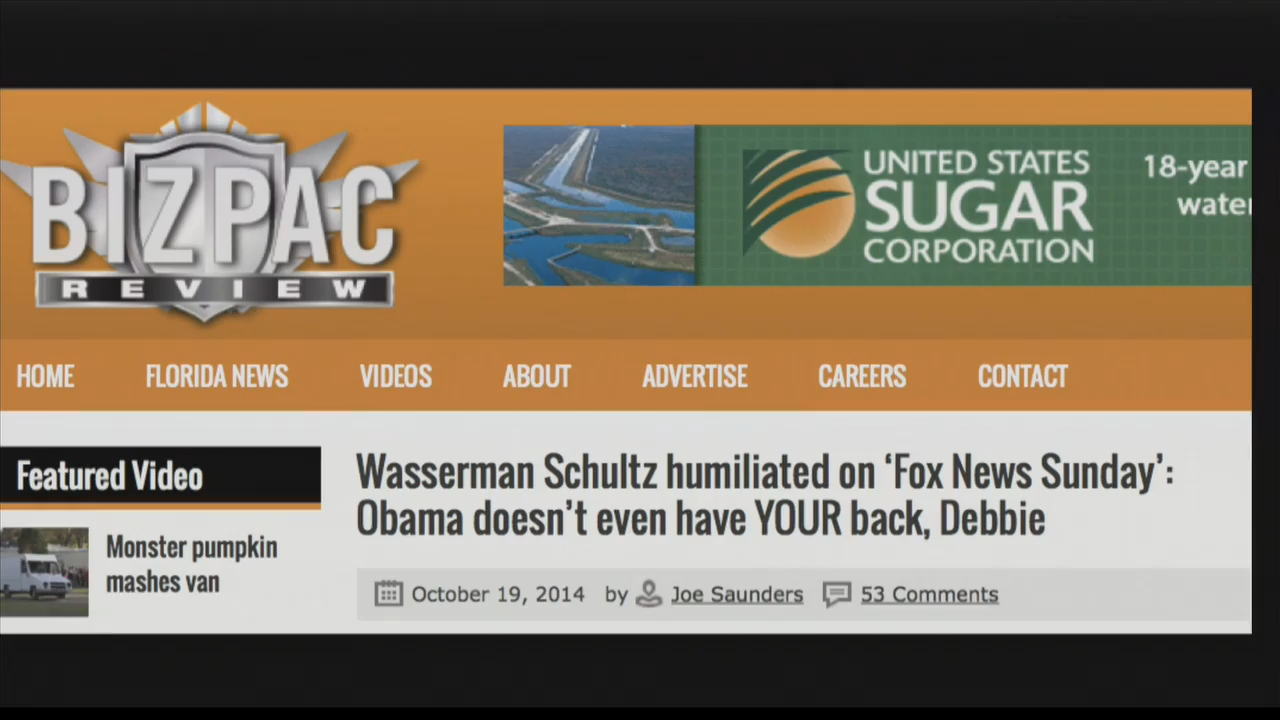 BIZPAC
REVIEW
UNITED STATES
SUGAR
CORPORATION
18-year
water
HOME FLORIDA NEWS VIDEOS ABOUT ADVERTISE CAREERS CONTACT
Featured Video
Monster pumpkin
mashes van
Wasserman Schultz humiliated on ‘Fox News Sunday’:
Obama doesn’t even have YOUR back, Debbie
October 19, 2014 by Joe Saunders 53 Comments